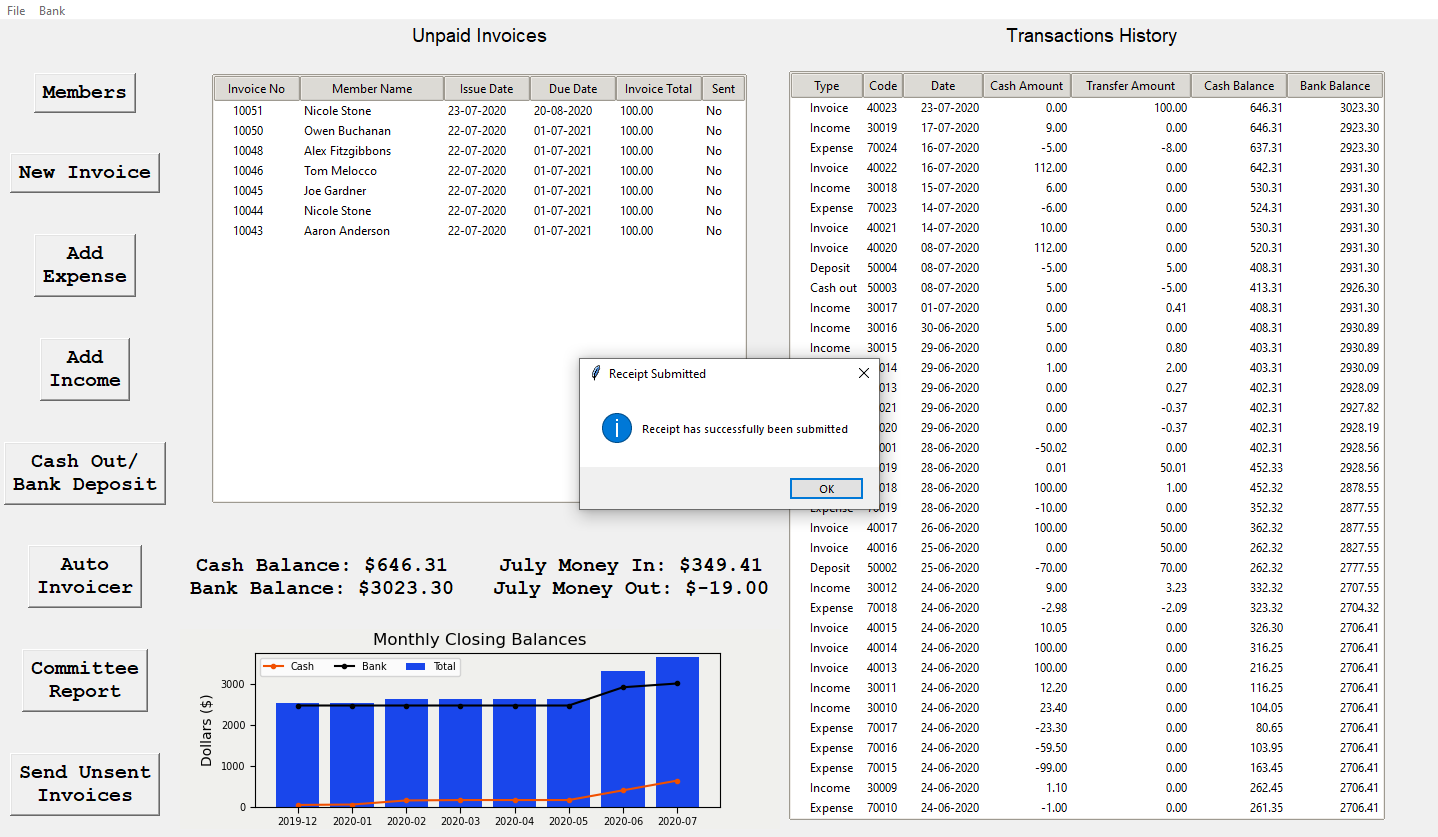 File Bank
Unpaid Invoices
Transactions History
Members
New Invoice
Add
Expense
Add
Income
Cash Out/
Bank Deposit
Auto
Invoicer
Committee
Report
Send Unsent
Invoices
Invoice No Member Name Issue Date Due Date Invoice Total Sent
10051 Nicole Stone 23-07-2020 20-08-2020 100.00 No
10050 Owen Buchanan 22-07-2020 01-07-2021 100.00 No
10048 Alex Fitzgibbons 22-07-2020 01-07-2021 100.00 No
10046 Tom Melocco 22-07-2020 01-07-2021 100.00 No
10045 Joe Gardner 22-07-2020 01-07-2021 100.00 No
10044 Nicole Stone 22-07-2020 01-07-2021 100.00 No
10043 Aaron Anderson 22-07-2020 01-07-2021 100.00 No
Type Code Date Cash Amount Transfer Amount Cash Balance Bank Balance
Invoice 40023 23-07-2020 0.00 100.00 646.31 3023.30
Income 30019 17-07-2020 9.00 0.00 646.31 2923.30
Expense 70024 16-07-2020 -5.00 -8.00 637.31 2923.30
Invoice 40022 16-07-2020 112.00 0.00 642.31 2931.30
Income 30018 15-07-2020 6.00 0.00 530.31 2931.30
Expense 70023 14-07-2020 -6.00 0.00 524.31 2931.30
Invoice 40021 14-07-2020 10.00 0.00 530.31 2931.30
Invoice 40020 08-07-2020 112.00 0.00 520.31 2931.30
Deposit 50004 08-07-2020 -5.00 5.00 408.31 2931.30
Cash out 50003 08-07-2020 5.00 -5.00 413.31 2926.30
Income 30017 01-07-2020 0.00 0.41 408.31 2931.30
Income 30016 30-06-2020 5.00 0.00 408.31 2930.89
Income 30015 29-06-2020 0.00 0.80 403.31 2930.89
014 29-06-2020 1.00 2.00 403.31 2930.09
013 29-06-2020 0.00 0.27 402.31 2928.09
021 29-06-2020 0.00 -0.37 402.31 2927.82
020 29-06-2020 0.00 -0.37 402.31 2928.19
001 28-06-2020 -50.02 0.00 402.31 2928.56
019 28-06-2020 0.01 50.01 452.33 2928.56
018 28-06-2020 100.00 1.00 452.32 2878.55
Expense 70019 28-06-2020 -10.00 0.00 352.32 2877.55
Invoice 40017 26-06-2020 100.00 50.00 362.32 2877.55
Invoice 40016 25-06-2020 0.00 50.00 262.32 2827.55
Deposit 50002 25-06-2020 -70.00 70.00 262.32 2777.55
Income 30012 24-06-2020 9.00 3.23 332.32 2707.55
Expense 70018 24-06-2020 -2.98 -2.09 323.32 2704.32
Invoice 40015 24-06-2020 10.05 0.00 326.30 2706.41
Invoice 40014 24-06-2020 100.00 0.00 316.25 2706.41
Invoice 40013 24-06-2020 100.00 0.00 216.25 2706.41
Income 30011 24-06-2020 12.20 0.00 116.25 2706.41
Income 30010 24-06-2020 23.40 0.00 104.05 2706.41
Expense 70017 24-06-2020 -23.30 0.00 80.65 2706.41
Expense 70016 24-06-2020 -59.50 0.00 103.95 2706.41
Expense 70015 24-06-2020 -99.00 0.00 163.45 2706.41
Income 30009 24-06-2020 1.10 0.00 262.45 2706.41
Expense 70010 24-06-2020 -1.00 0.00 261.35 2706.41
Receipt Submitted
Receipt has successfully been submitted
OK
Cash Balance: $646.31 July Money In: $349.41
Bank Balance: $3023.30 July Money Out: $-19.00
Monthly Closing Balances
Cash Bank Total
Dollars ($)
3000
2000
1000
0
2019-12 2020-01 2020-02 2020-03 2020-04 2020-05 2020-06 2020-07